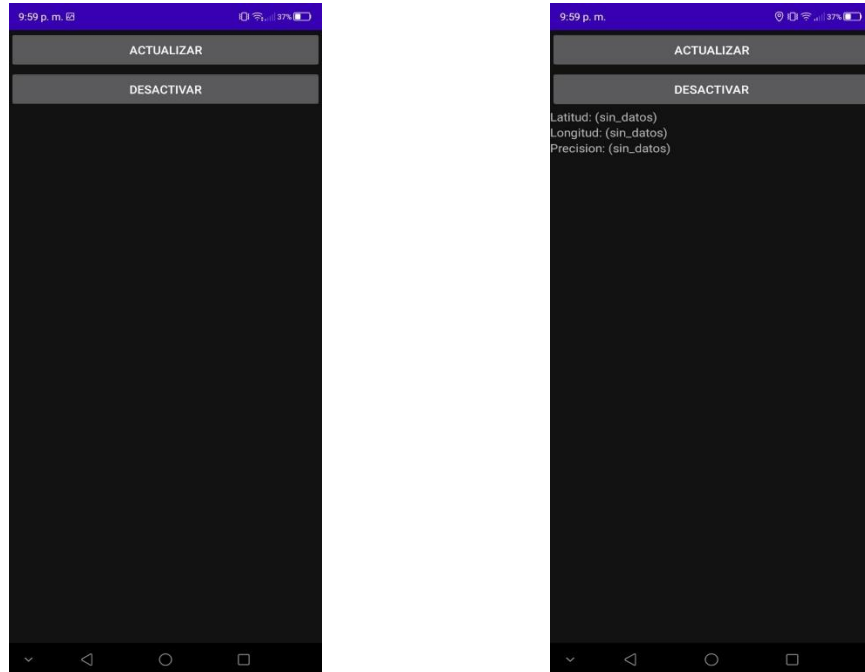 9:59 p. m. 37%
ACTUALIZAR
DESACTIVAR
9:59 p. m. 37%
ACTUALIZAR
DESACTIVAR
Latitud: (sin_datos)
Longitud: (sin_datos)
Precision: (sin_datos)